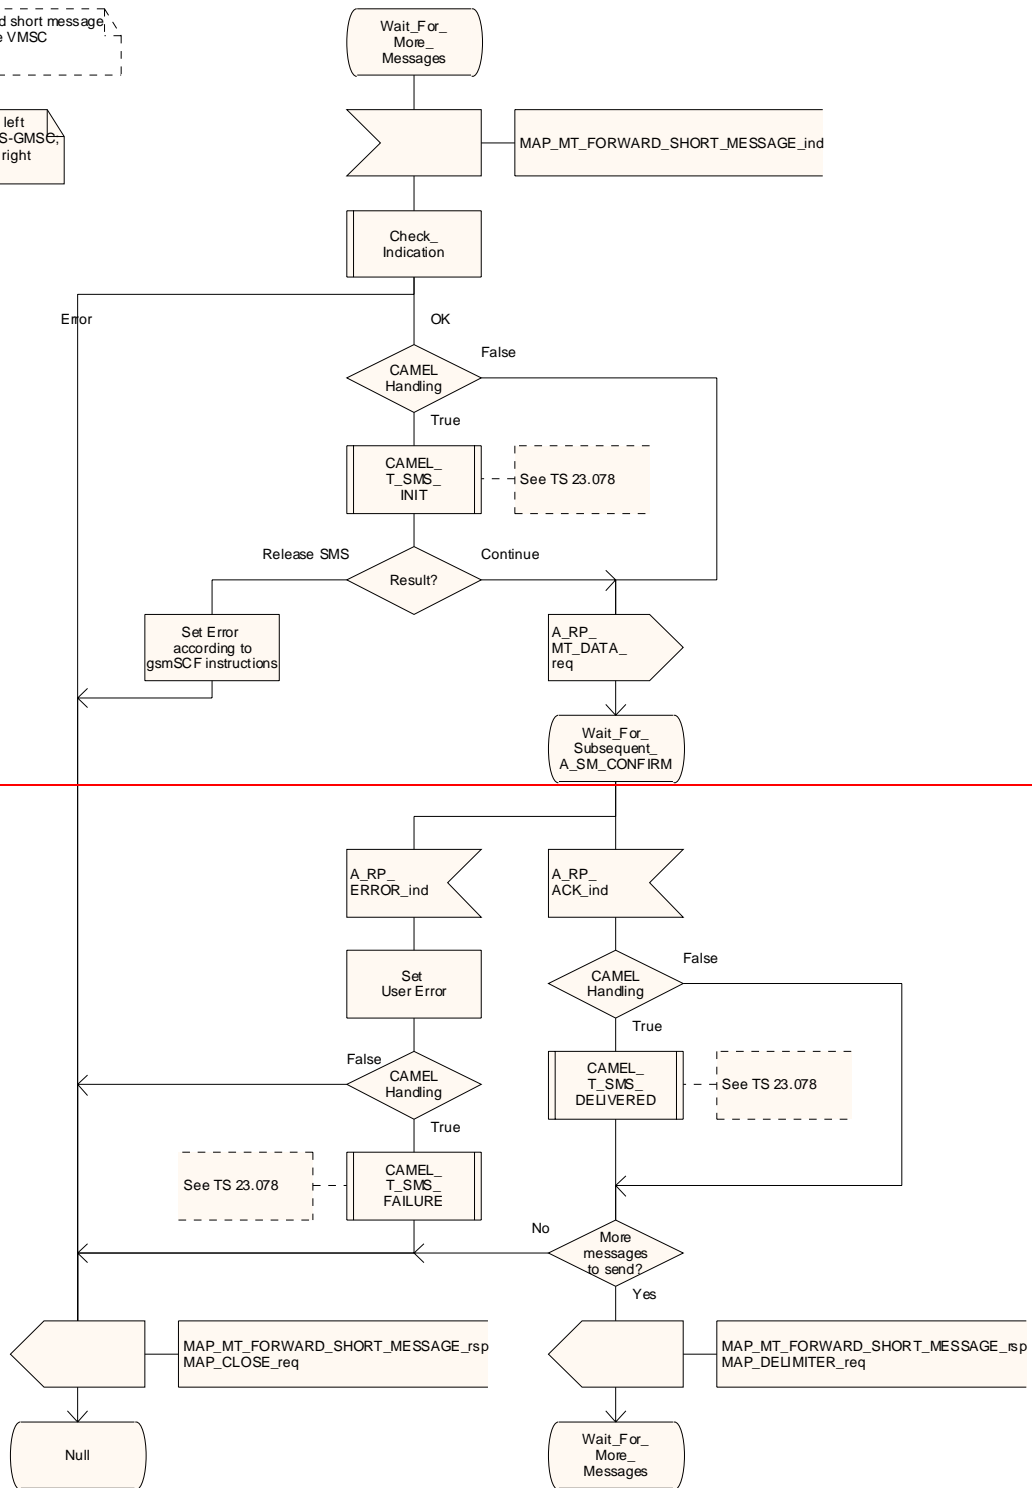 d short message
e VMSC
Wait_For_
More_
Messages
left
S-GMSC;
right
MAP_MT_FORWARD_SHORT_MESSAGE_ind
Check_
Indication
Error
OK
False
CAMEL
Handling
True
CAMEL_
T_SMS_
INIT
See TS 23.078
Release SMS
Continue
Result?
Set Error
according to
gsmSCF instructions
A_RP_
MT_DATA_
req
Wait_For_
Subsequent_
A_SM_CONFIRM
A_RP_
ERROR_ind
A_RP_
ACK_ind
Set
User Error
False
CAMEL
Handling
True
False
CAMEL
Handling
True
CAMEL_
T_SMS_
DELIVERED
See TS 23.078
See TS 23.078
CAMEL_
T_SMS_
FAILURE
No
More
messages
to send?
Yes
MAP_MT_FORWARD_SHORT_MESSAGE_rsp
MAP_CLOSE_req
MAP_MT_FORWARD_SHORT_MESSAGE_rsp
MAP_DELIMITER_req
Null
Wait_For_
More_
Messages